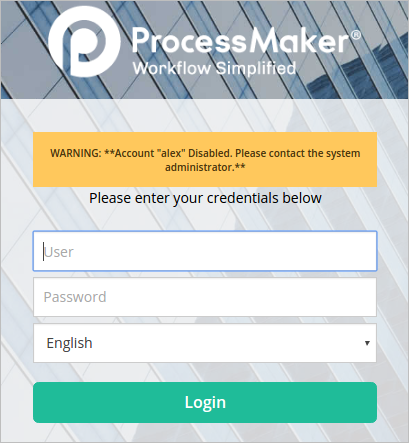 ProcessMaker®
Workflow Simplified
WARNING: **Account "alex" Disabled. Please contact the system
administrator.**
Please enter your credentials below
User
Password
English
Login